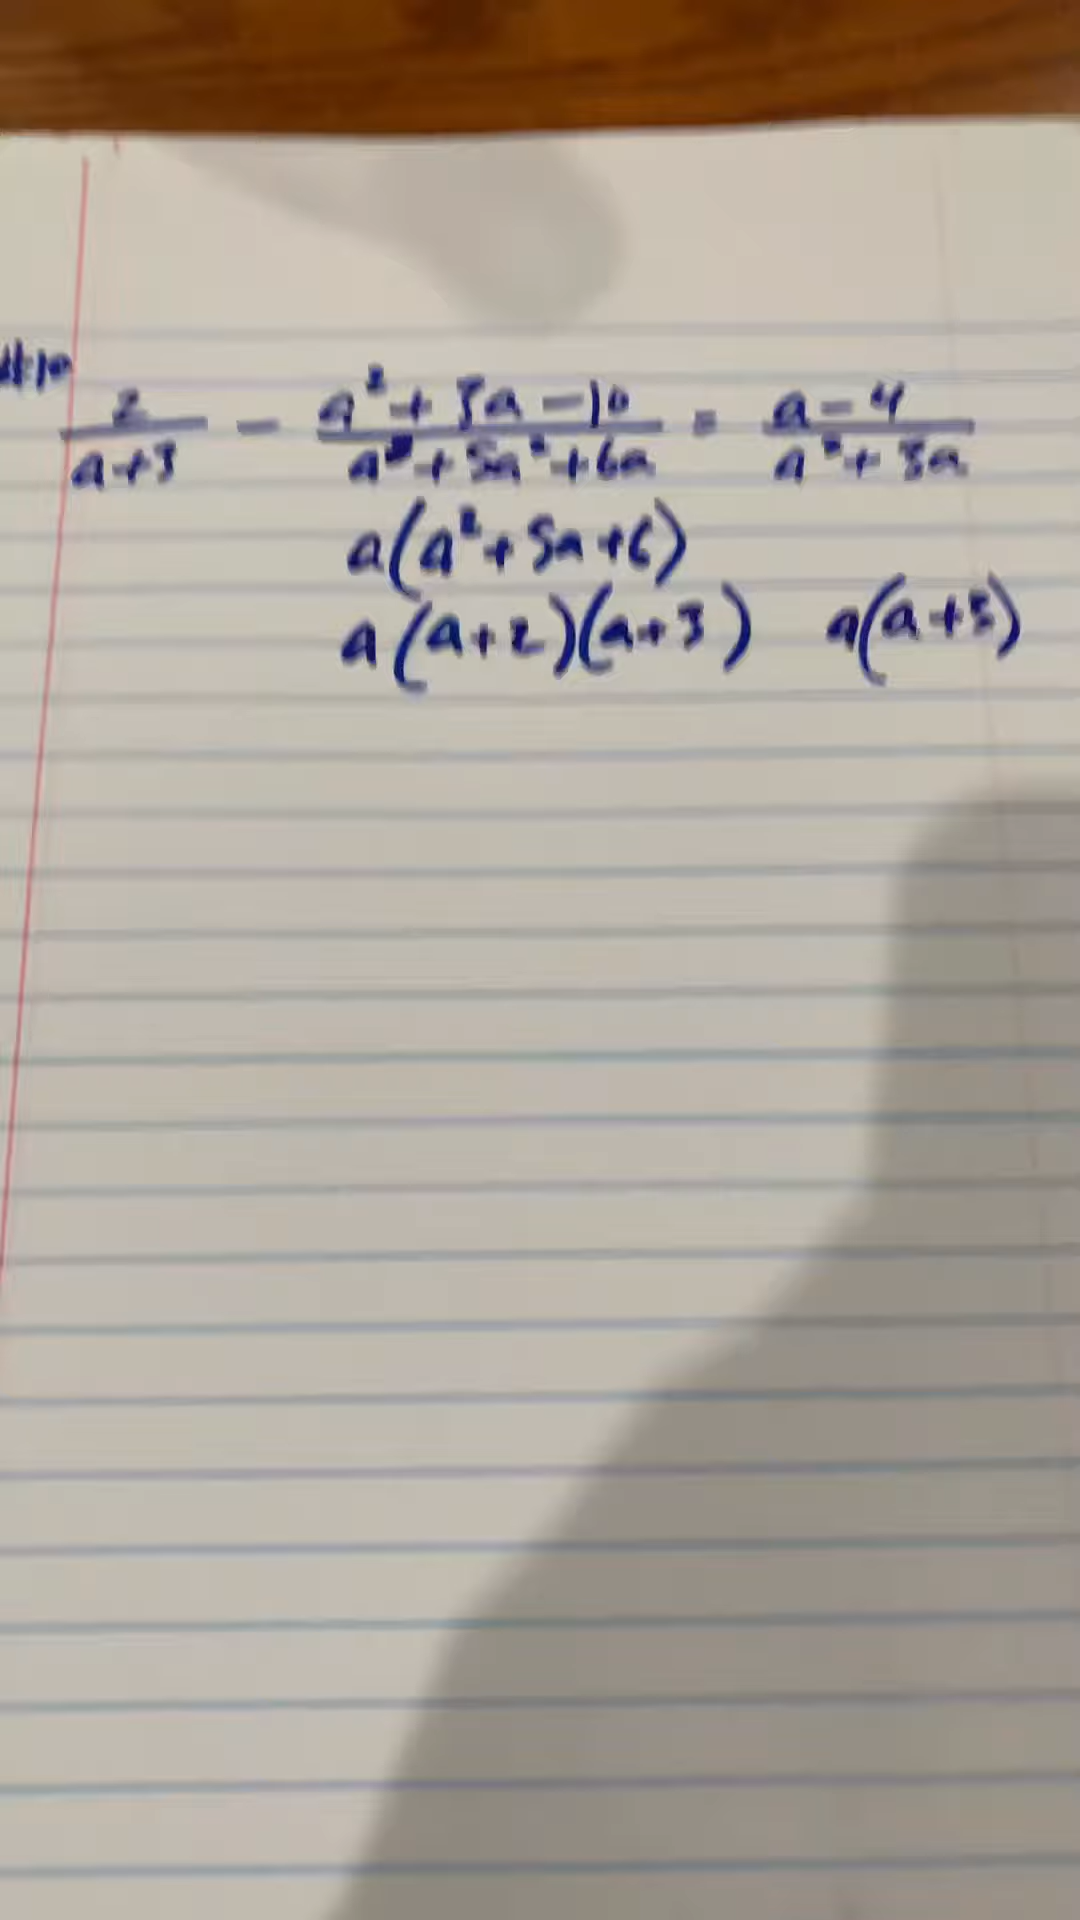 #10
2/(a+3) - (a²+3a-10)/(a³+5a²+6a) = (a-4)/(a²+3a)
a(a²+5a+6)
a(a+2)(a+3) a(a+3)